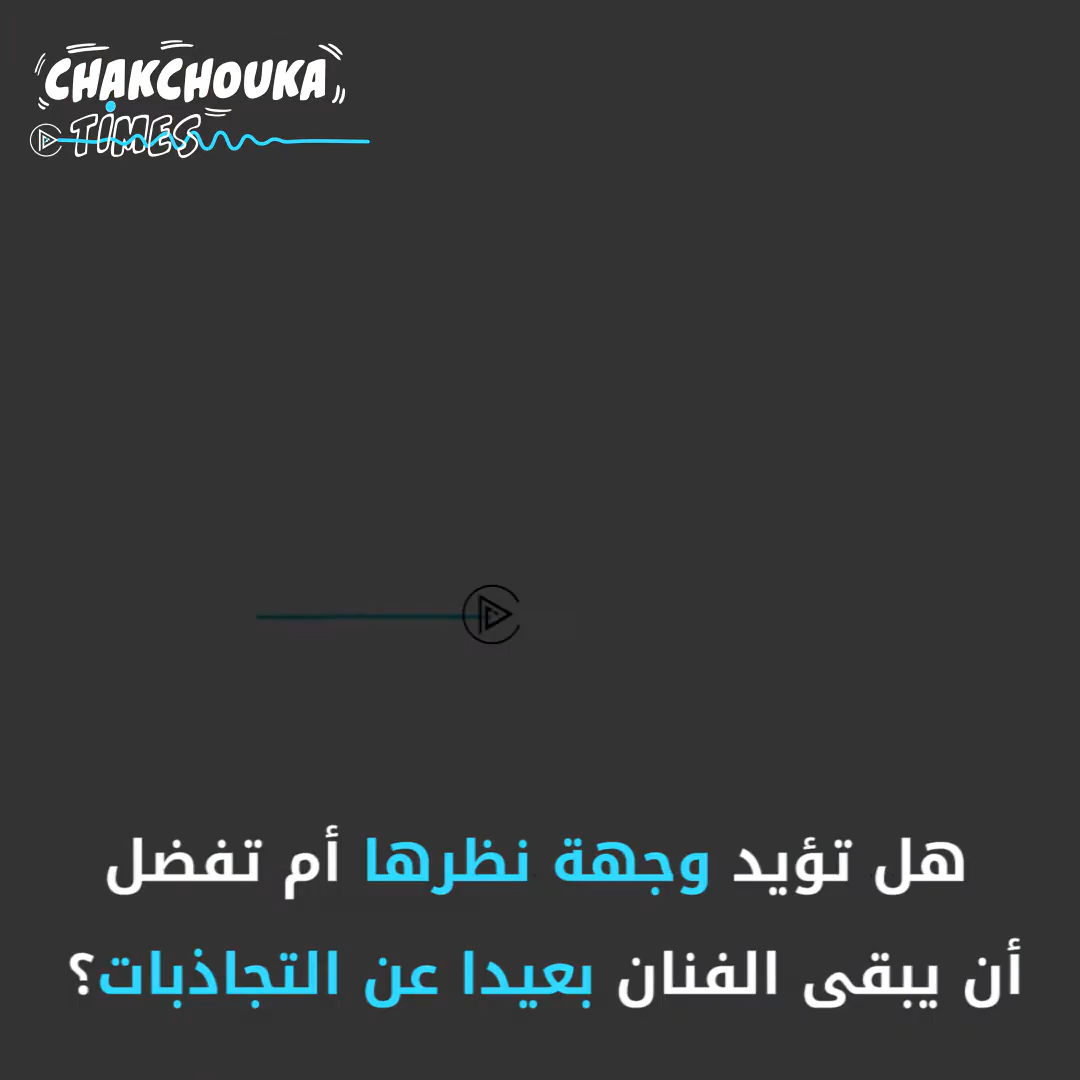 CHAKCHOUKA
TIMES
هل تؤيد وجهة نظرها أم تفضل
أن يبقى الفنان بعيدا عن التجاذبات؟